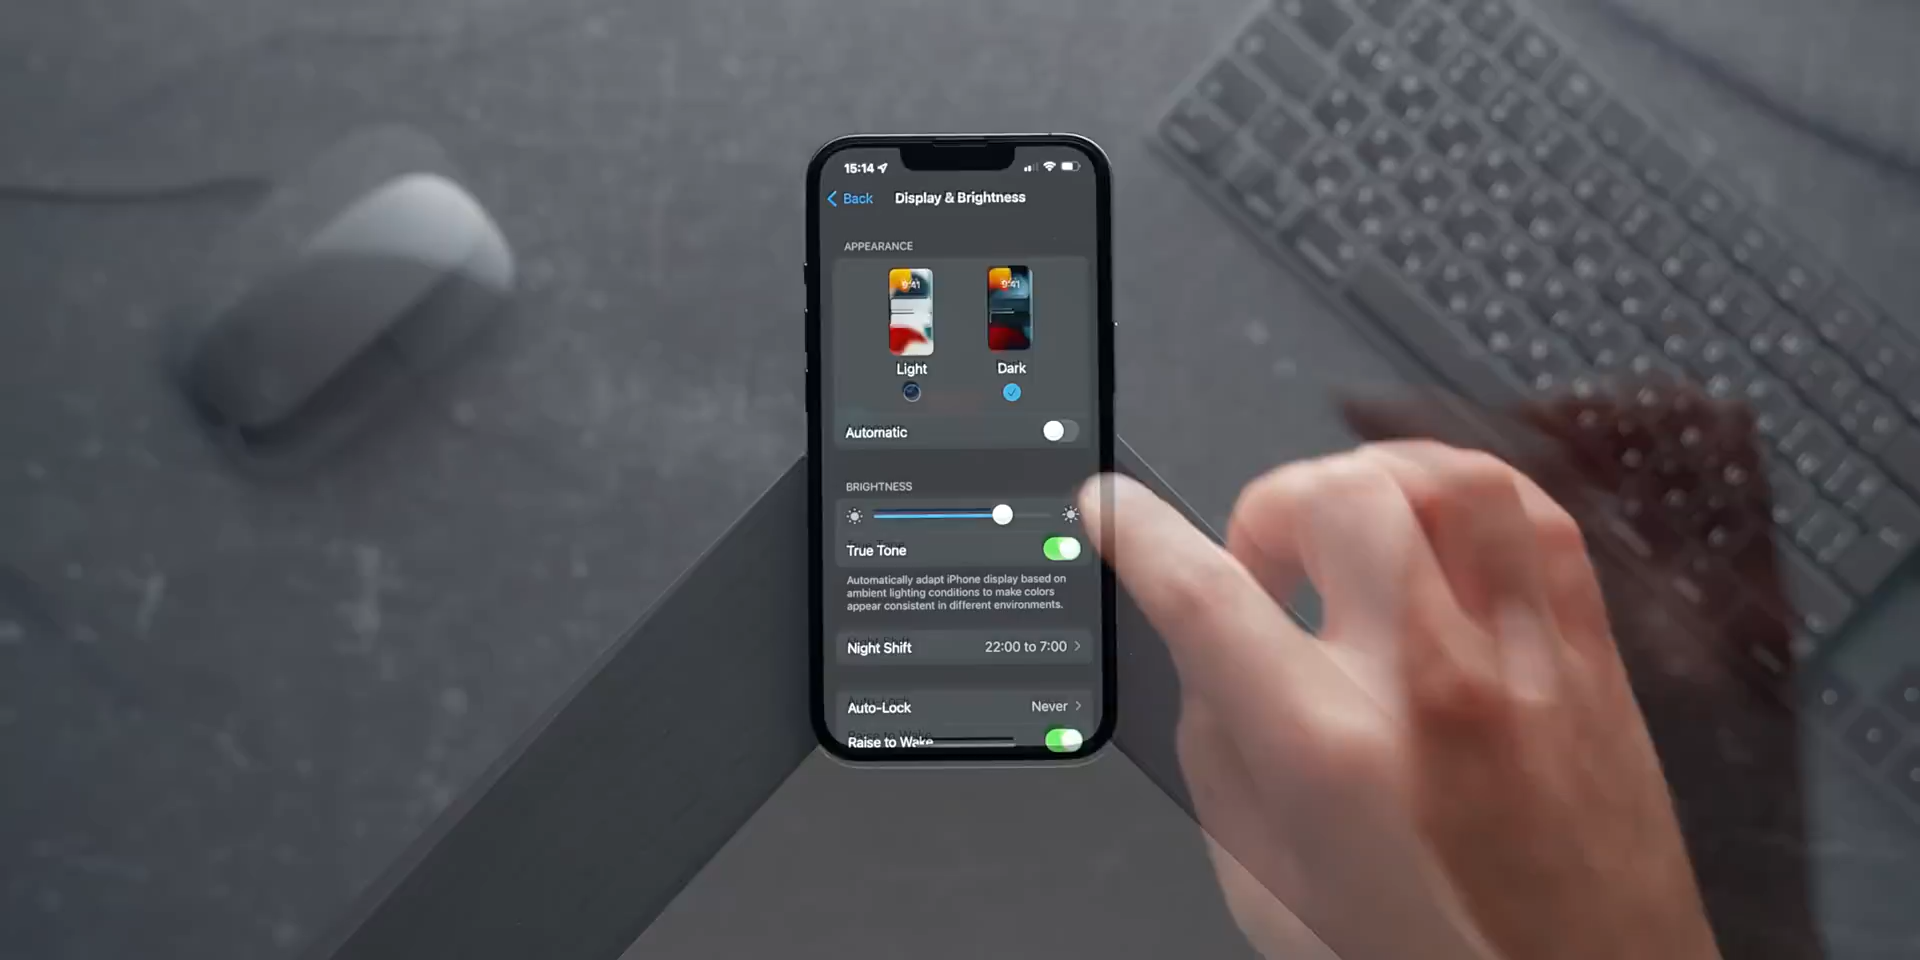 15:14
Back Display & Brightness
APPEARANCE
9:41 9:41
Light Dark
Automatic
BRIGHTNESS
True Tone
Automatically adapt iPhone display based on
ambient lighting conditions to make colors
appear consistent in different environments.
Night Shift 22:00 to 7:00
Auto-Lock Never
Raise to Wake